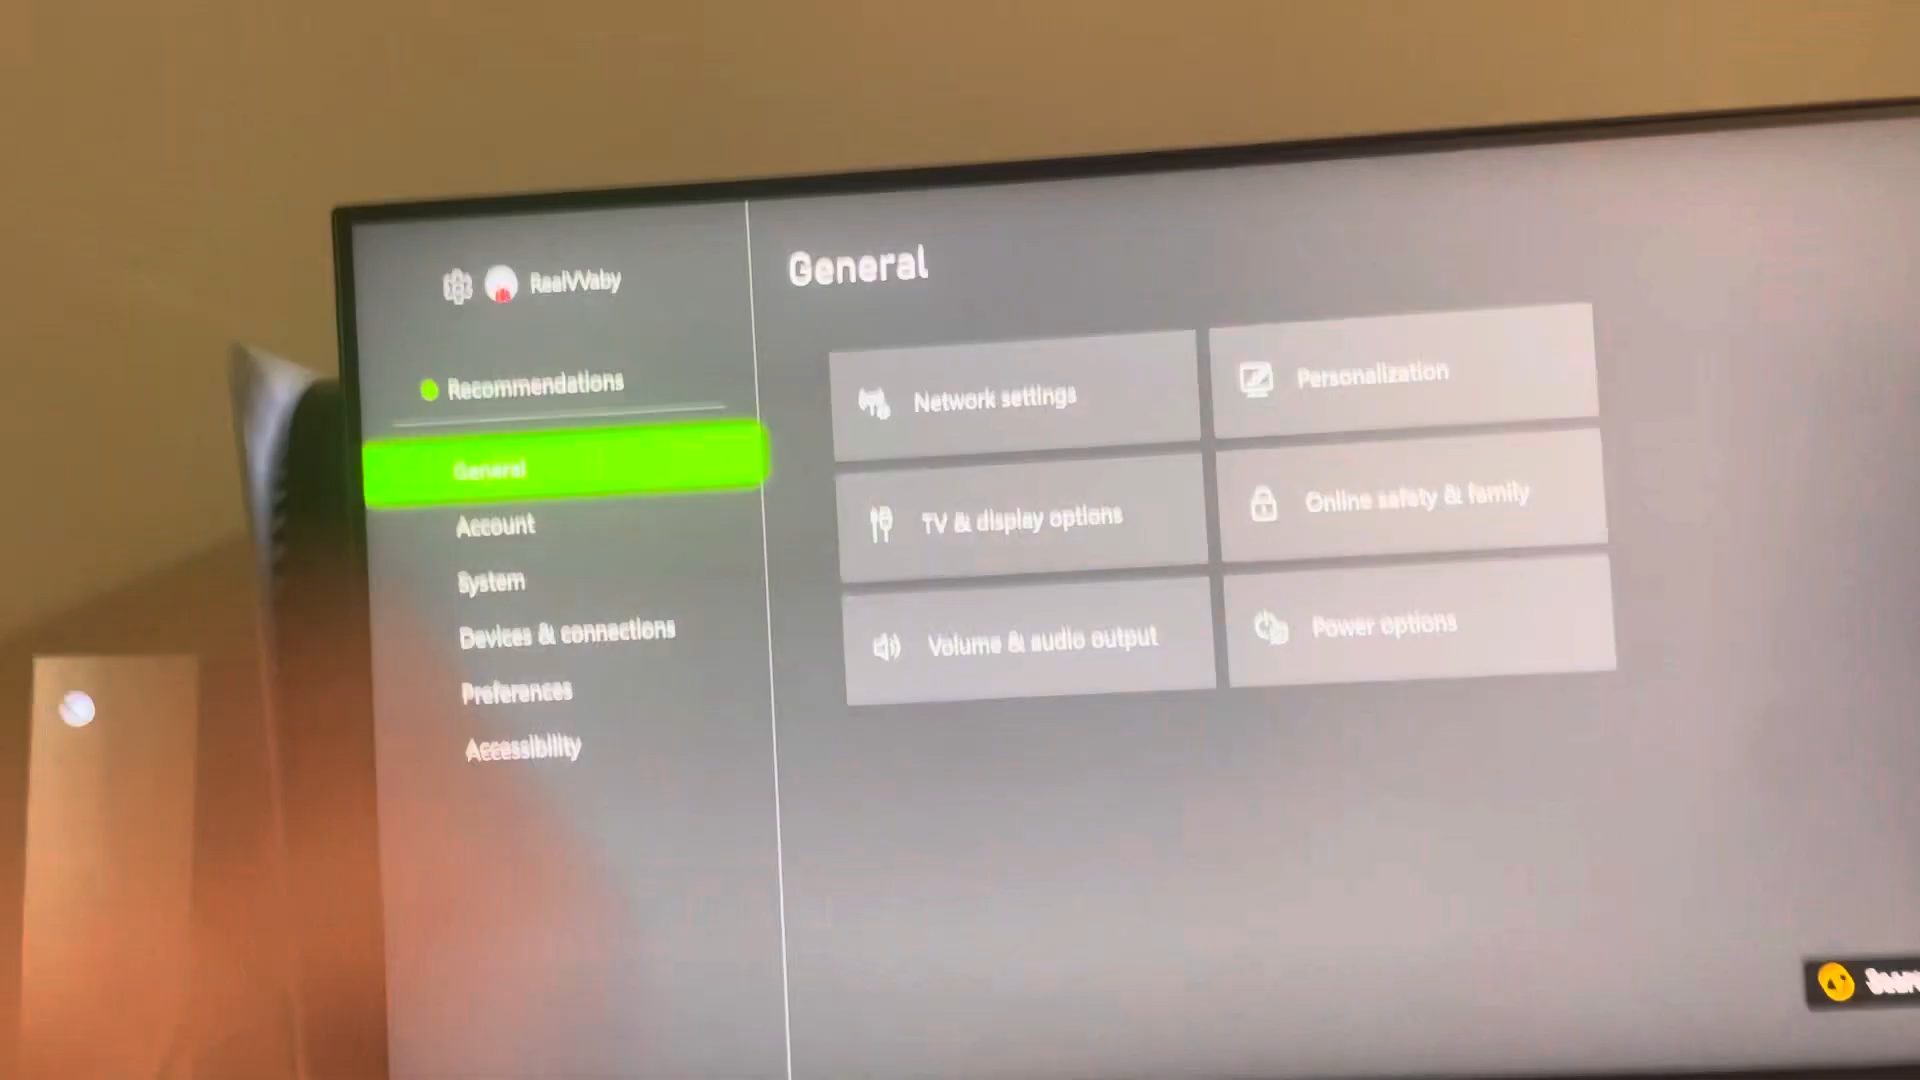 RealVVaby
Recommendations
General
Account
System
Devices & connections
Preferences
Accessibility
General
Network settings
Personalization
TV & display options
Online safety & family
Volume & audio output
Power options